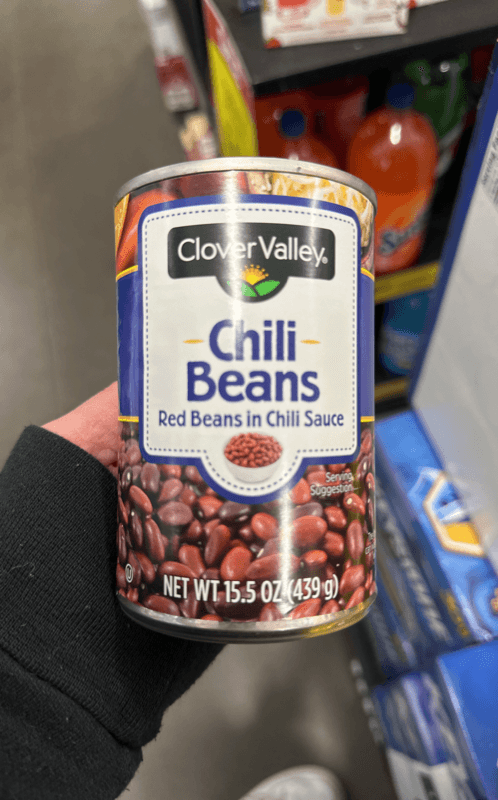 Clover Valley®
Chili
Beans
Red Beans in Chili Sauce
Serving
Suggestion
NET WT 15.5 OZ (439 g)